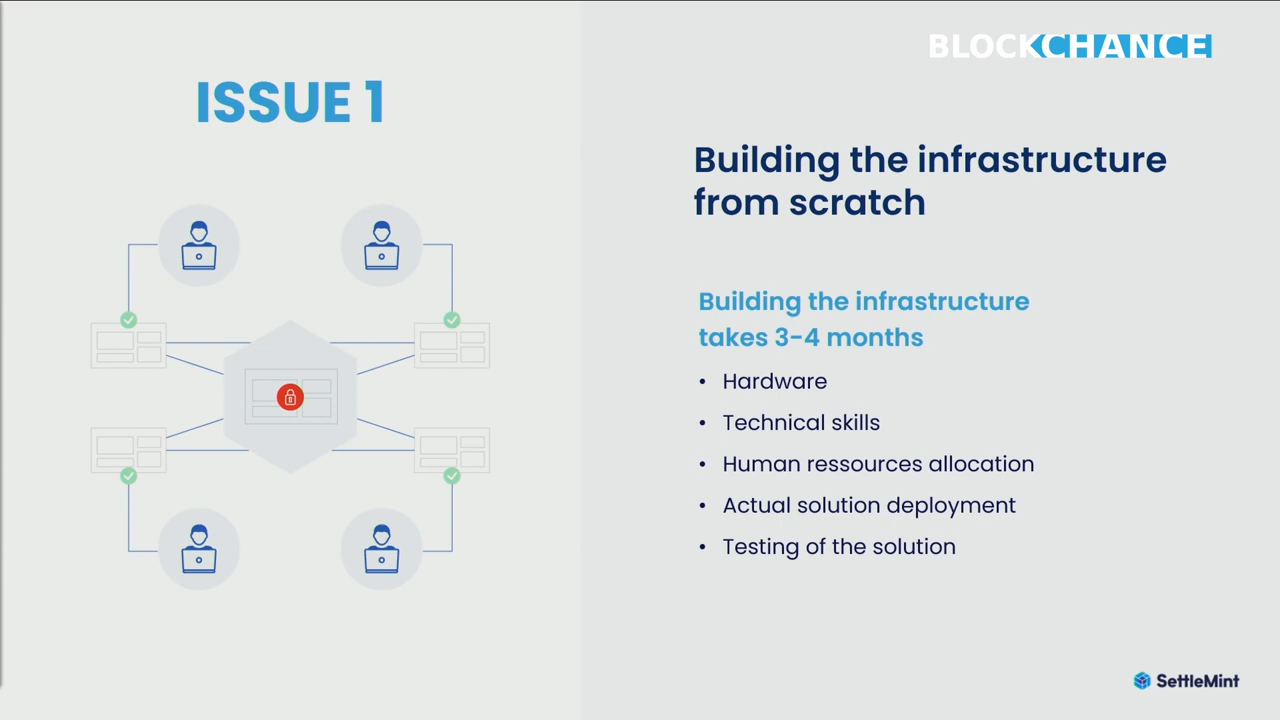 BLOCKCHANCE
ISSUE 1
Building the infrastructure
from scratch
Building the infrastructure
takes 3-4 months
• Hardware
• Technical skills
• Human ressources allocation
• Actual solution deployment
• Testing of the solution
SettleMint